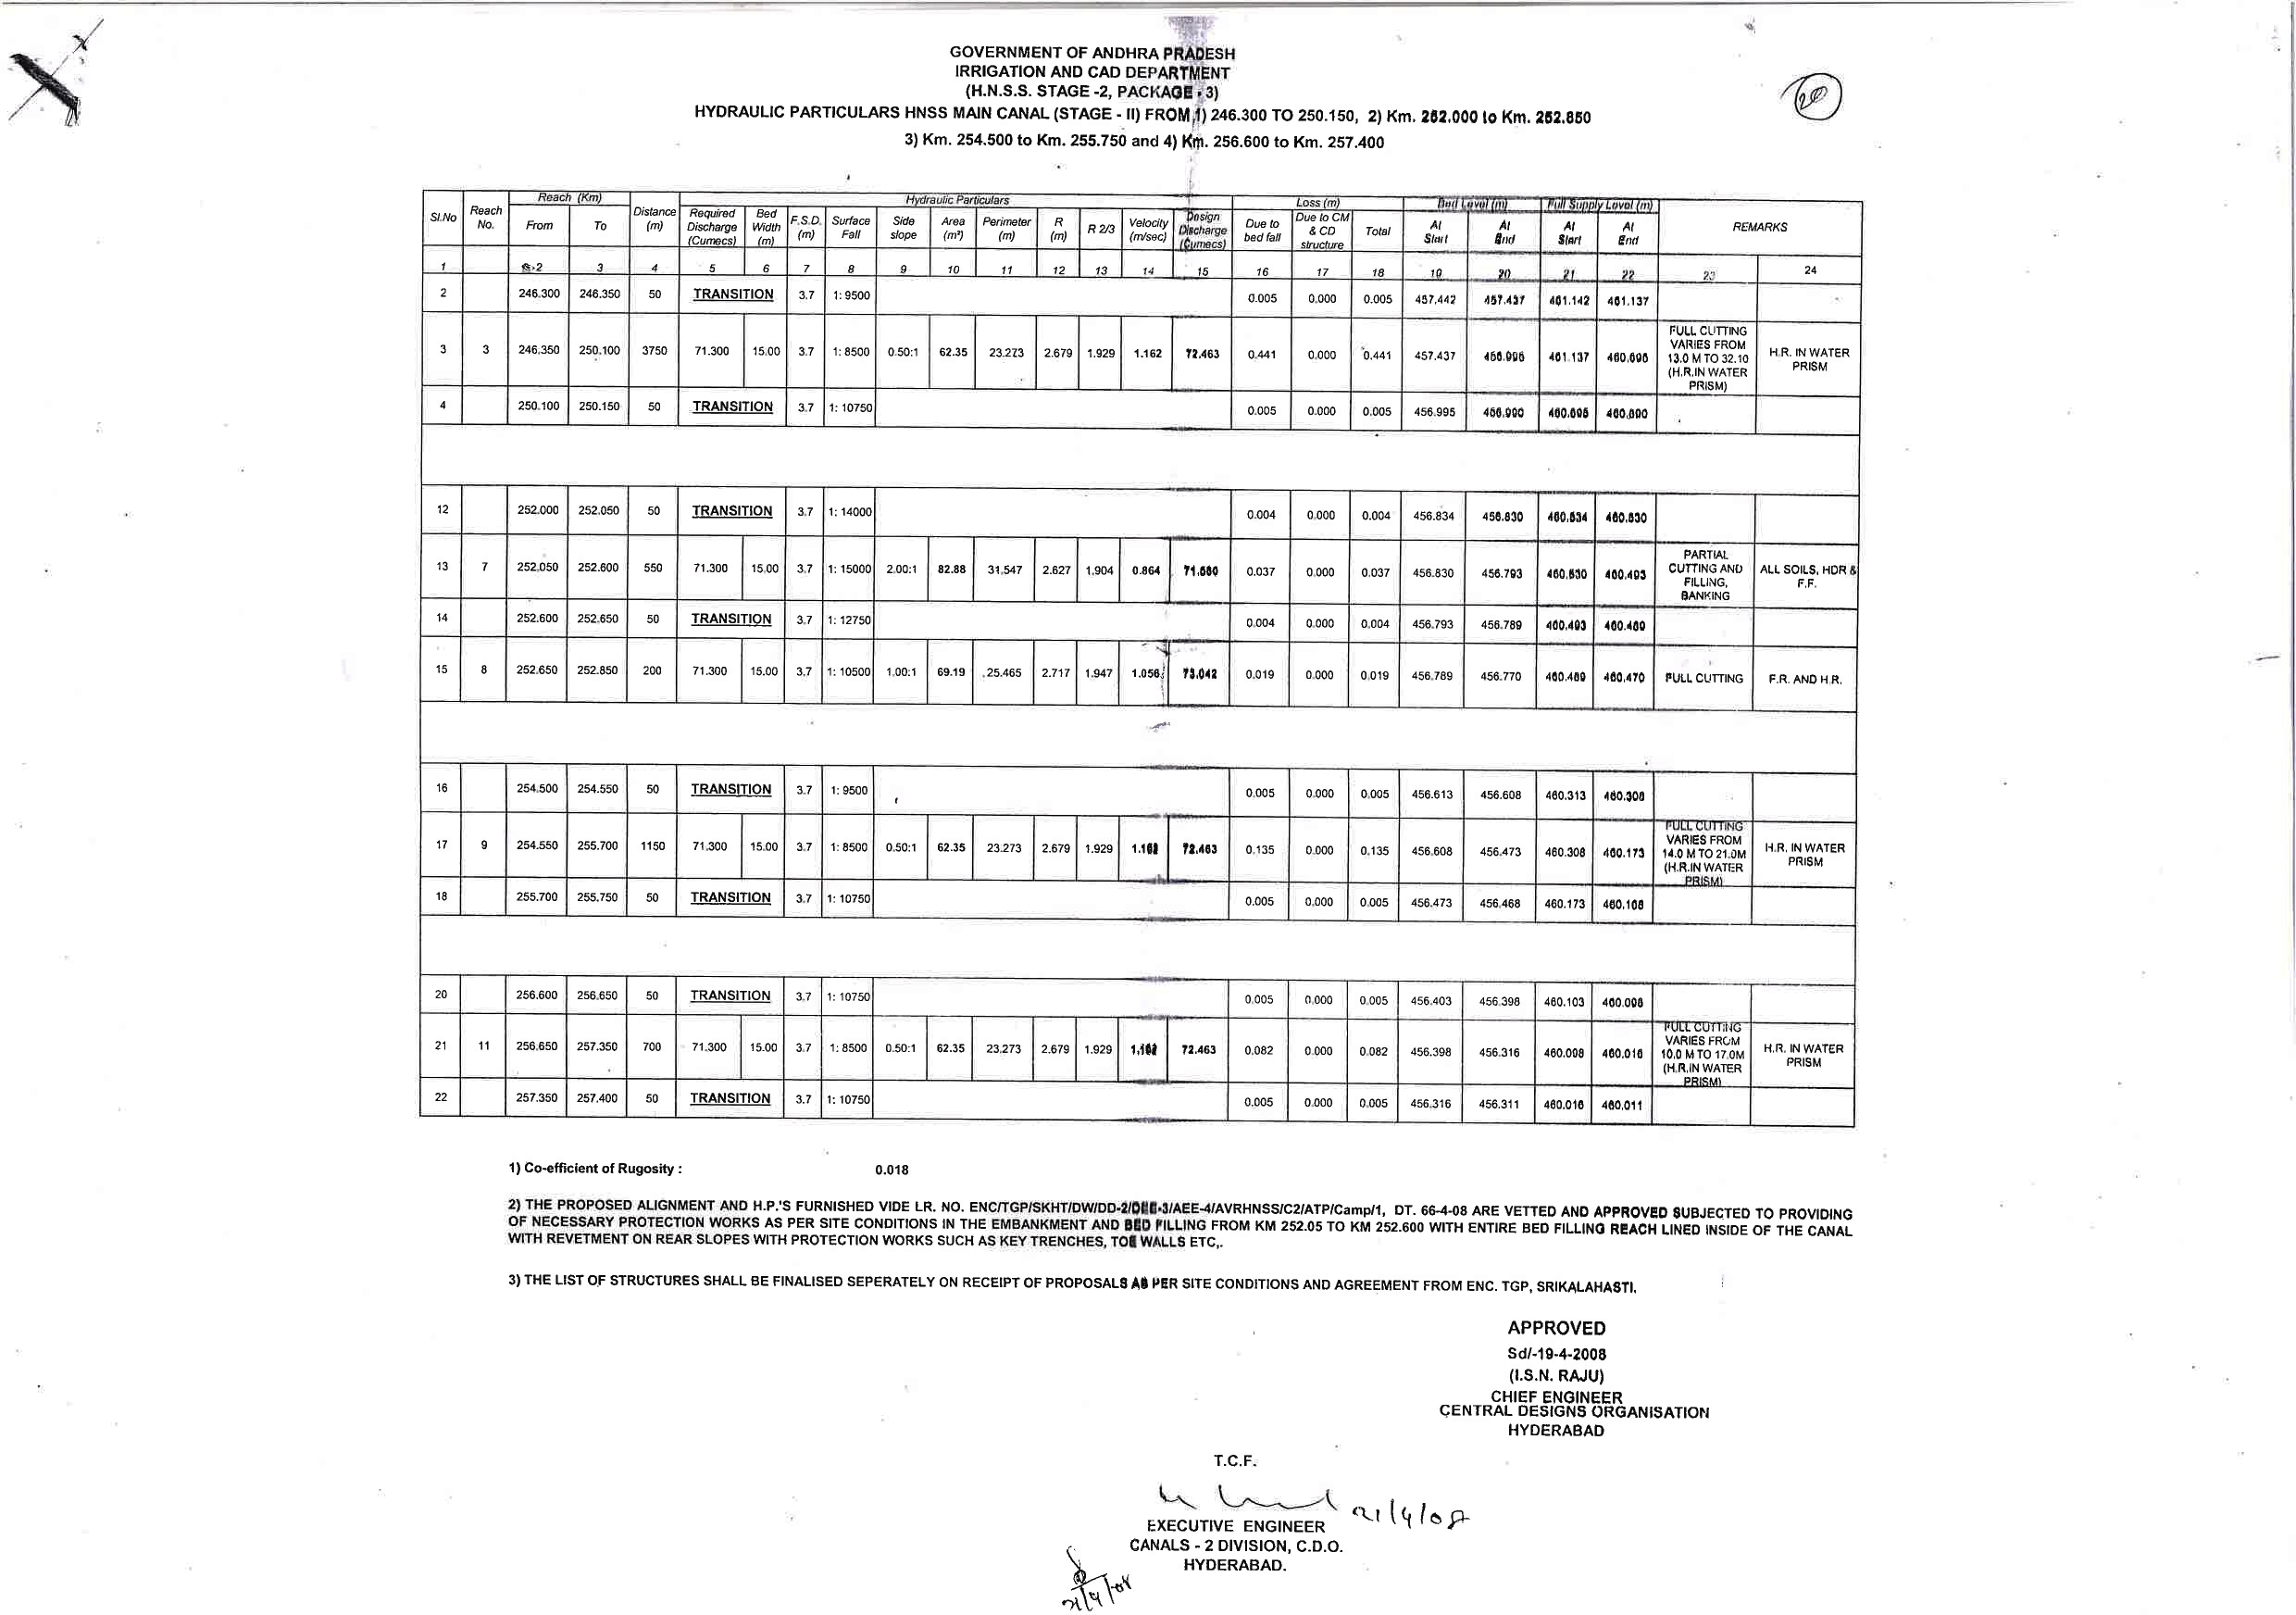 GOVERNMENT OF ANDHRA PRADESH
IRRIGATION AND CAD DEPARTMENT
(H.N.S.S. STAGE -2, PACKAGE - 3)
HYDRAULIC PARTICULARS HNSS MAIN CANAL (STAGE - II) FROM 1) 246.300 TO 250.150, 2) Km. 252.000 to Km. 252.850
3) Km. 254.500 to Km. 255.750 and 4) Km. 256.600 to Km. 257.400
20
Sl.No Reach No. Reach (Km) Distance (m) Hydraulic Particulars Loss (m) Bed Level (m) Full Supply Level (m) REMARKS
From To Required Discharge (Cumecs) Bed Width (m) F.S.D. (m) Surface Fall Side slope Area (m²) Perimeter (m) R (m) R 2/3 Velocity (m/sec) Design Discharge (Cumecs) Due to bed fall Due to CM & CD structure Total At Start At End At Start At End
1 2 3 4 5 6 7 8 9 10 11 12 13 14 15 16 17 18 19 20 21 22 23 24
2 246.300 246.350 50 TRANSITION 3.7 1: 9500 0.005 0.000 0.005 457.442 457.437 461.142 461.137
3 3 246.350 250.100 3750 71.300 15.00 3.7 1: 8500 0.50:1 62.35 23.273 2.679 1.929 1.162 72.463 0.441 0.000 0.441 457.437 456.996 461.137 460.696 FULL CUTTING VARIES FROM 13.0 M TO 32.10 (H.R.IN WATER PRISM) H.R. IN WATER PRISM
4 250.100 250.150 50 TRANSITION 3.7 1: 10750 0.005 0.000 0.005 456.995 456.990 460.695 460.690
12 252.000 252.050 50 TRANSITION 3.7 1: 14000 0.004 0.000 0.004 456.834 456.830 460.534 460.530
13 7 252.050 252.600 550 71.300 15.00 3.7 1: 15000 2.00:1 82.88 31.547 2.627 1.904 0.864 0.037 0.000 0.037 456.830 456.793 460.530 460.493 PARTIAL CUTTING AND FILLING, BANKING ALL SOILS, HDR & F.F.
14 252.600 252.650 50 TRANSITION 3.7 1: 12750 0.004 0.000 0.004 456.793 456.789 460.493 460.489
15 8 252.650 252.850 200 71.300 15.00 3.7 1: 10500 1.00:1 69.19 25.465 2.717 1.947 1.056 73.042 0.019 0.000 0.019 456.789 456.770 460.489 460.470 FULL CUTTING F.R. AND H.R.
16 254.500 254.550 50 TRANSITION 3.7 1: 9500 0.005 0.000 0.005 456.613 456.608 460.313 460.308
17 9 254.550 255.700 1150 71.300 15.00 3.7 1: 8500 0.50:1 62.35 23.273 2.679 1.929 1.162 72.463 0.135 0.000 0.135 456.608 456.473 460.308 460.173 FULL CUTTING VARIES FROM 14.0 M TO 21.0M (H.R.IN WATER PRISM) H.R. IN WATER PRISM
18 255.700 255.750 50 TRANSITION 3.7 1: 10750 0.005 0.000 0.005 456.473 456.468 460.173 460.168
20 256.600 256.650 50 TRANSITION 3.7 1: 10750 0.005 0.000 0.005 456.403 456.398 460.103 460.098
21 11 256.650 257.350 700 71.300 15.00 3.7 1: 8500 0.50:1 62.35 23.273 2.679 1.929 1.162 72.463 0.082 0.000 0.082 456.398 456.316 460.098 460.016 FULL CUTTING VARIES FROM 10.0 M TO 17.0M (H.R.IN WATER PRISM) H.R. IN WATER PRISM
22 257.350 257.400 50 TRANSITION 3.7 1: 10750 0.005 0.000 0.005 456.316 456.311 460.016 460.011
1) Co-efficient of Rugosity : 0.018
2) THE PROPOSED ALIGNMENT AND H.P.'S FURNISHED VIDE LR. NO. ENC/TGP/SKHT/DW/DD-2/DEE-3/AEE-4/AVRHNSS/C2/ATP/Camp/1, DT. 66-4-08 ARE VETTED AND APPROVED SUBJECTED TO PROVIDING
OF NECESSARY PROTECTION WORKS AS PER SITE CONDITIONS IN THE EMBANKMENT AND BED FILLING FROM KM 252.05 TO KM 252.600 WITH ENTIRE BED FILLING REACH LINED INSIDE OF THE CANAL
WITH REVETMENT ON REAR SLOPES WITH PROTECTION WORKS SUCH AS KEY TRENCHES, TOE WALLS ETC,.
3) THE LIST OF STRUCTURES SHALL BE FINALISED SEPERATELY ON RECEIPT OF PROPOSALS AS PER SITE CONDITIONS AND AGREEMENT FROM ENC. TGP, SRIKALAHASTI.
APPROVED
Sd/-19-4-2008
(I.S.N. RAJU)
CHIEF ENGINEER
CENTRAL DESIGNS ORGANISATION
HYDERABAD
T.C.F.
21/4/08
EXECUTIVE ENGINEER
CANALS - 2 DIVISION, C.D.O.
HYDERABAD.
21/4/08